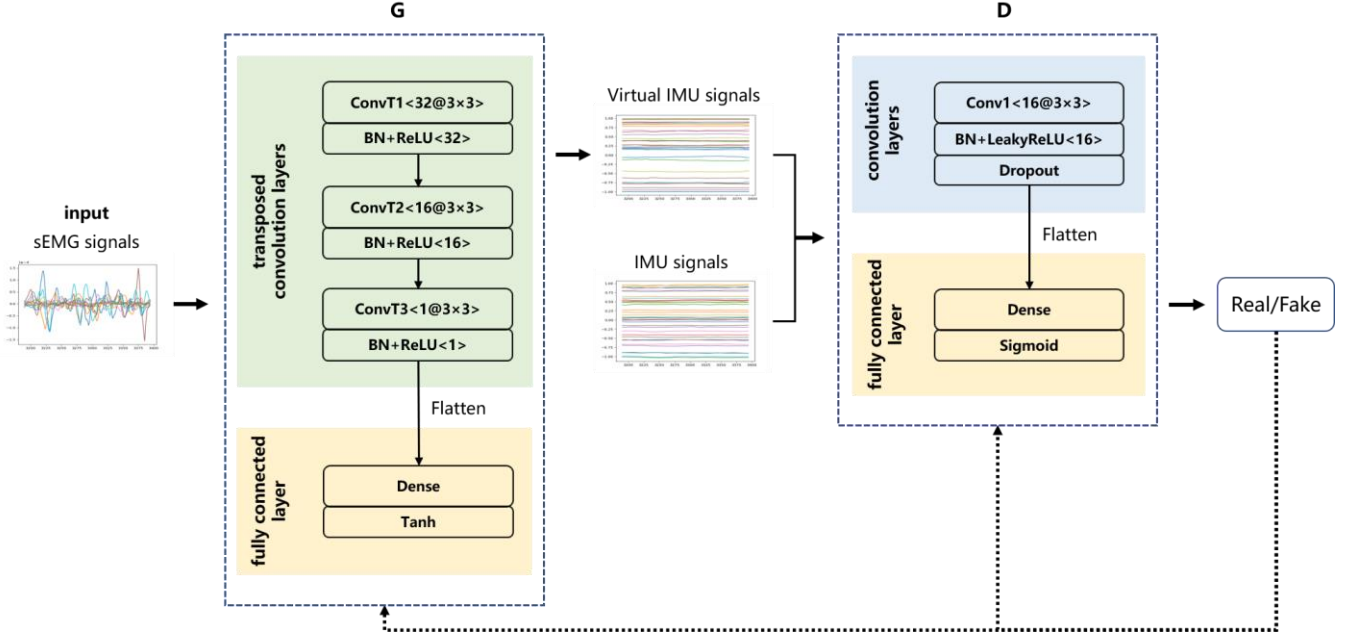 G
D
input
sEMG signals
transposed
convolution layers
ConvT1<32@3×3>
BN+ReLU<32>
ConvT2<16@3×3>
BN+ReLU<16>
ConvT3<1@3×3>
BN+ReLU<1>
Flatten
fully connected
layer
Dense
Tanh
Virtual IMU signals
IMU signals
convolution
layers
Conv1<16@3×3>
BN+LeakyReLU<16>
Dropout
Flatten
fully connected
layer
Dense
Sigmoid
Real/Fake